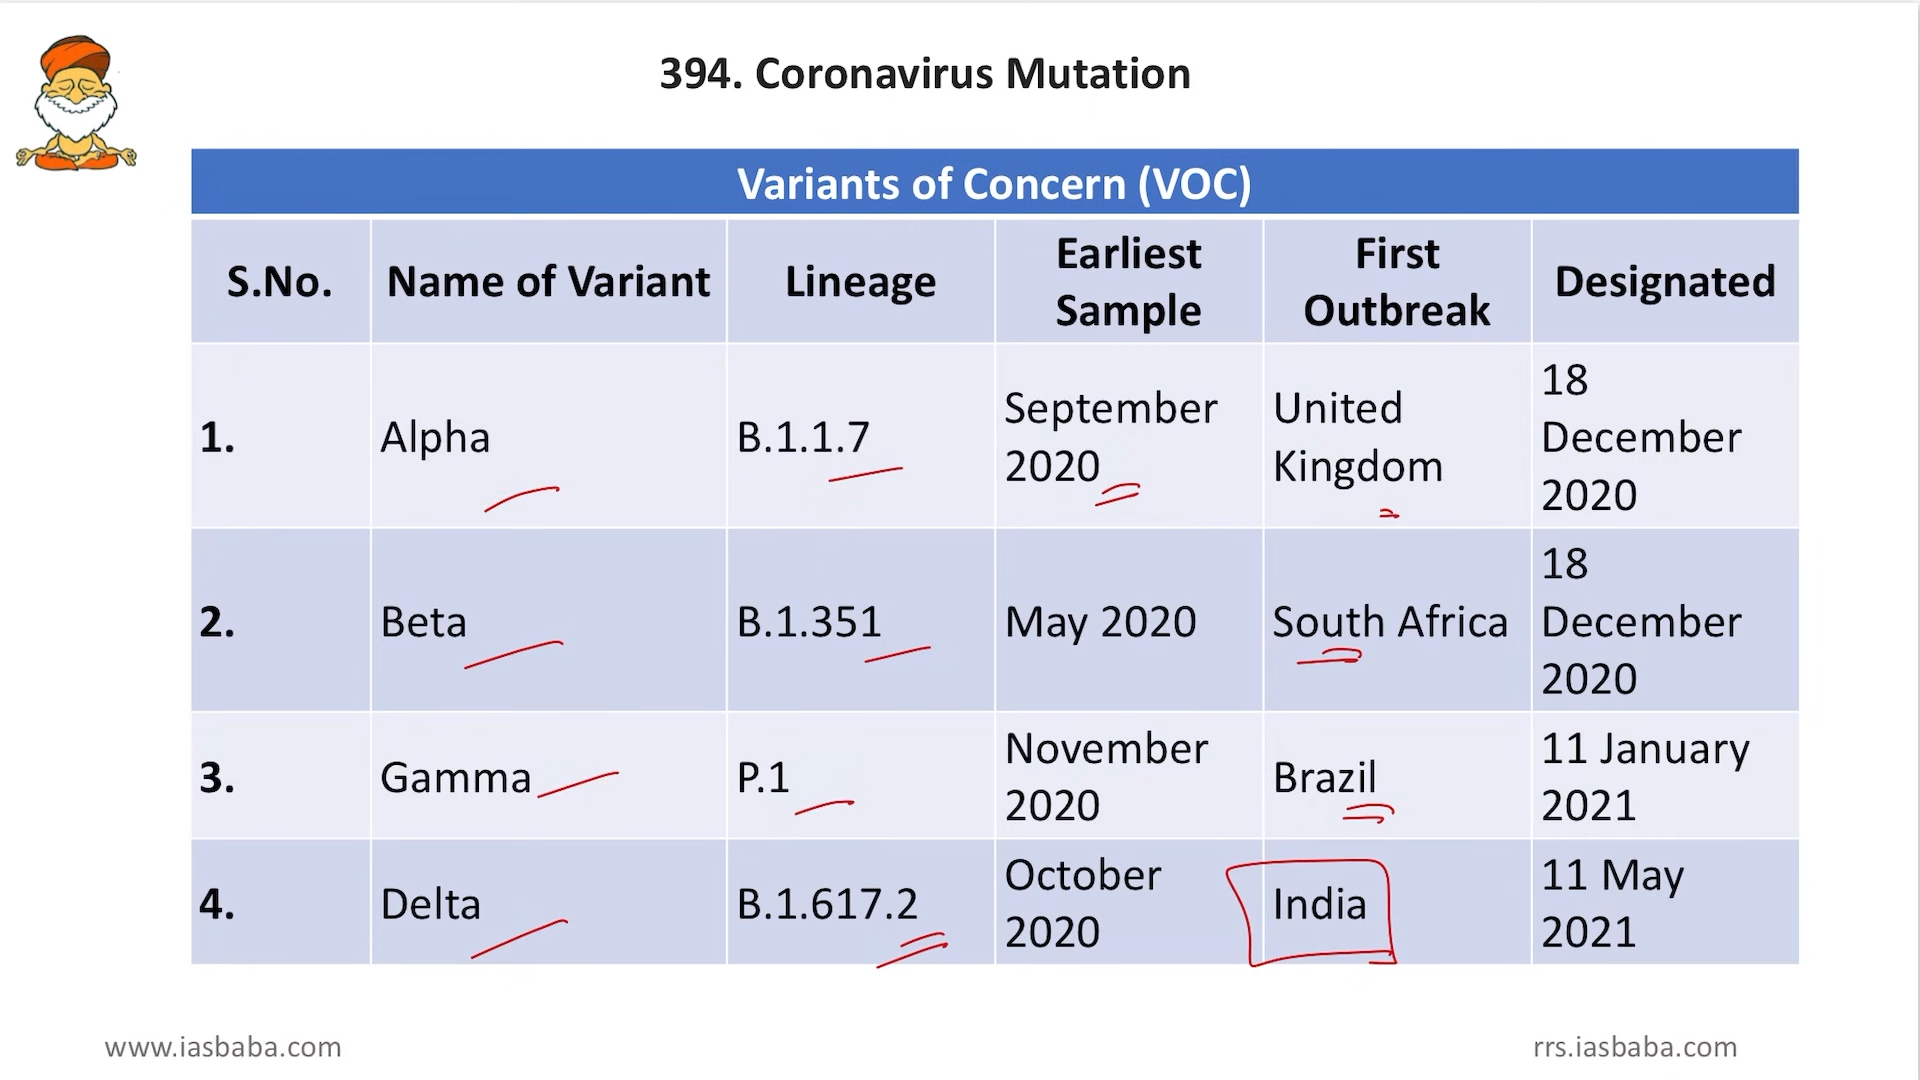 394. Coronavirus Mutation
Variants of Concern (VOC)
S.No. Name of Variant Lineage Earliest Sample First Outbreak Designated
1. Alpha B.1.1.7 September 2020 United Kingdom 18 December 2020
2. Beta B.1.351 May 2020 South Africa 18 December 2020
3. Gamma P.1 November 2020 Brazil 11 January 2021
4. Delta B.1.617.2 October 2020 India 11 May 2021
www.iasbaba.com
rrs.iasbaba.com